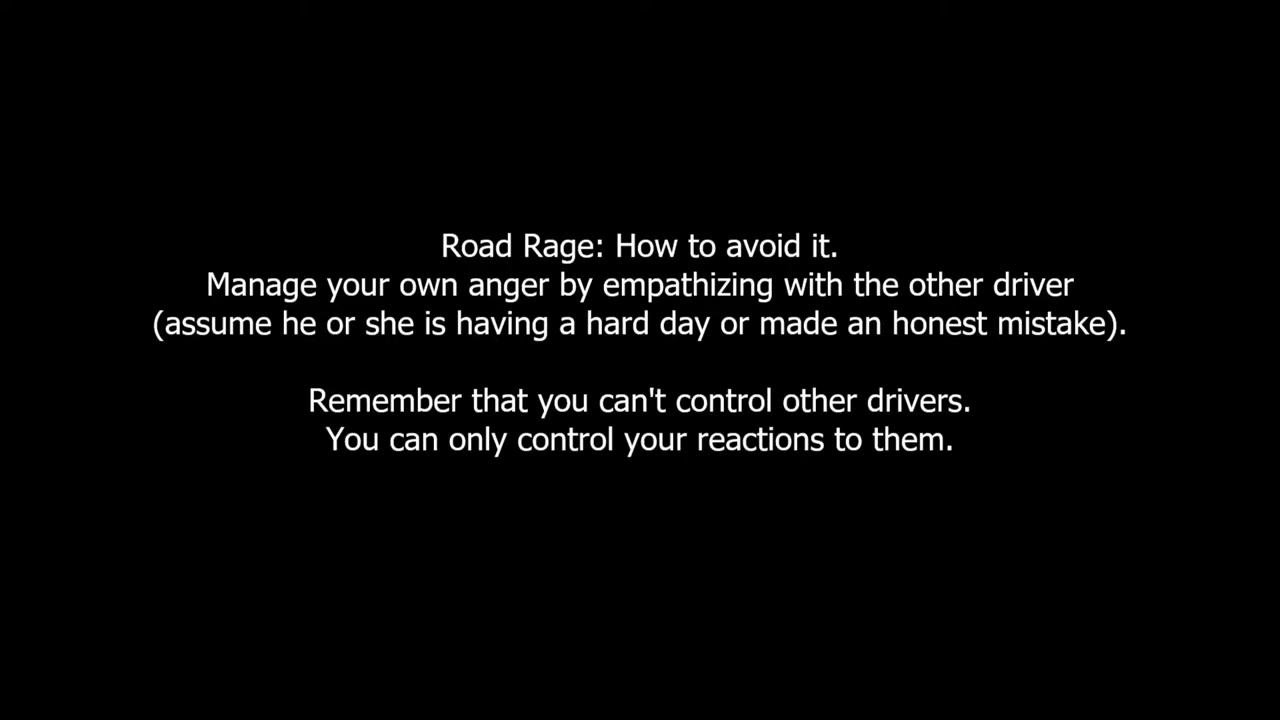 Road Rage: How to avoid it.
Manage your own anger by empathizing with the other driver
(assume he or she is having a hard day or made an honest mistake).
Remember that you can't control other drivers.
You can only control your reactions to them.